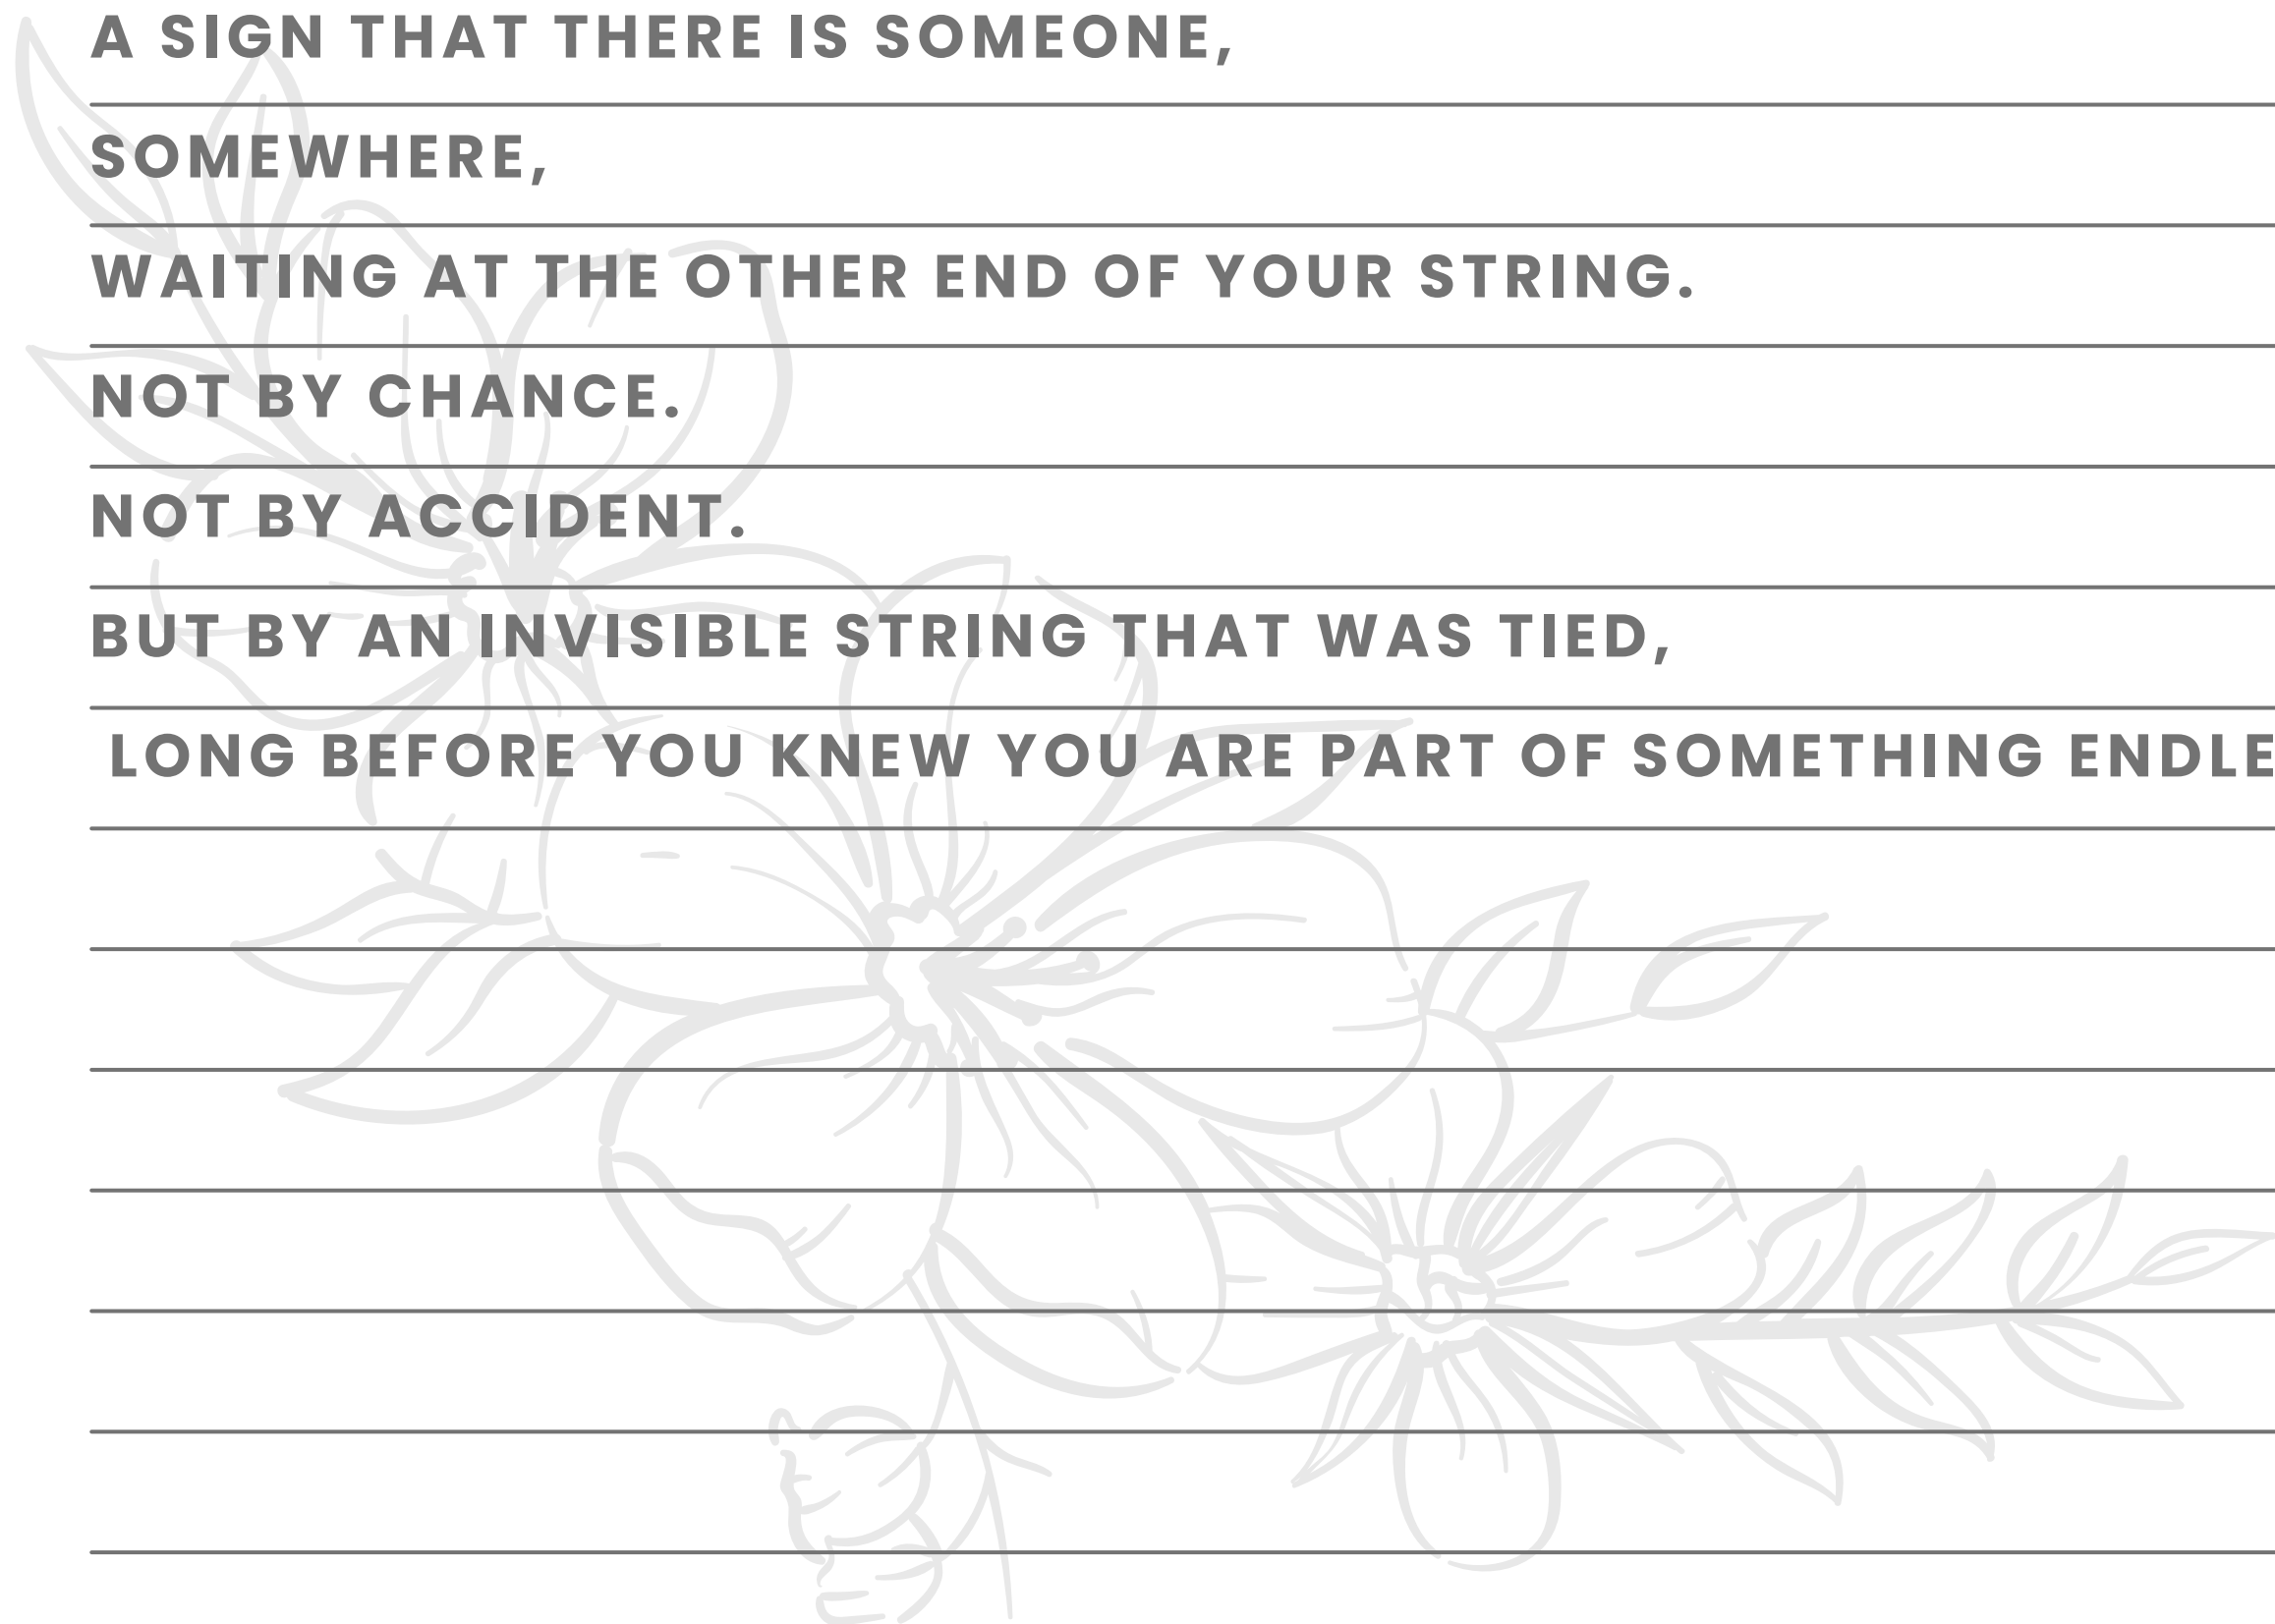 A SIGN THAT THERE IS SOMEONE,
SOMEWHERE,
WAITING AT THE OTHER END OF YOUR STRING.
NOT BY CHANCE.
NOT BY ACCIDENT.
BUT BY AN INVISIBLE STRING THAT WAS TIED,
LONG BEFORE YOU KNEW YOU ARE PART OF SOMETHING ENDLE